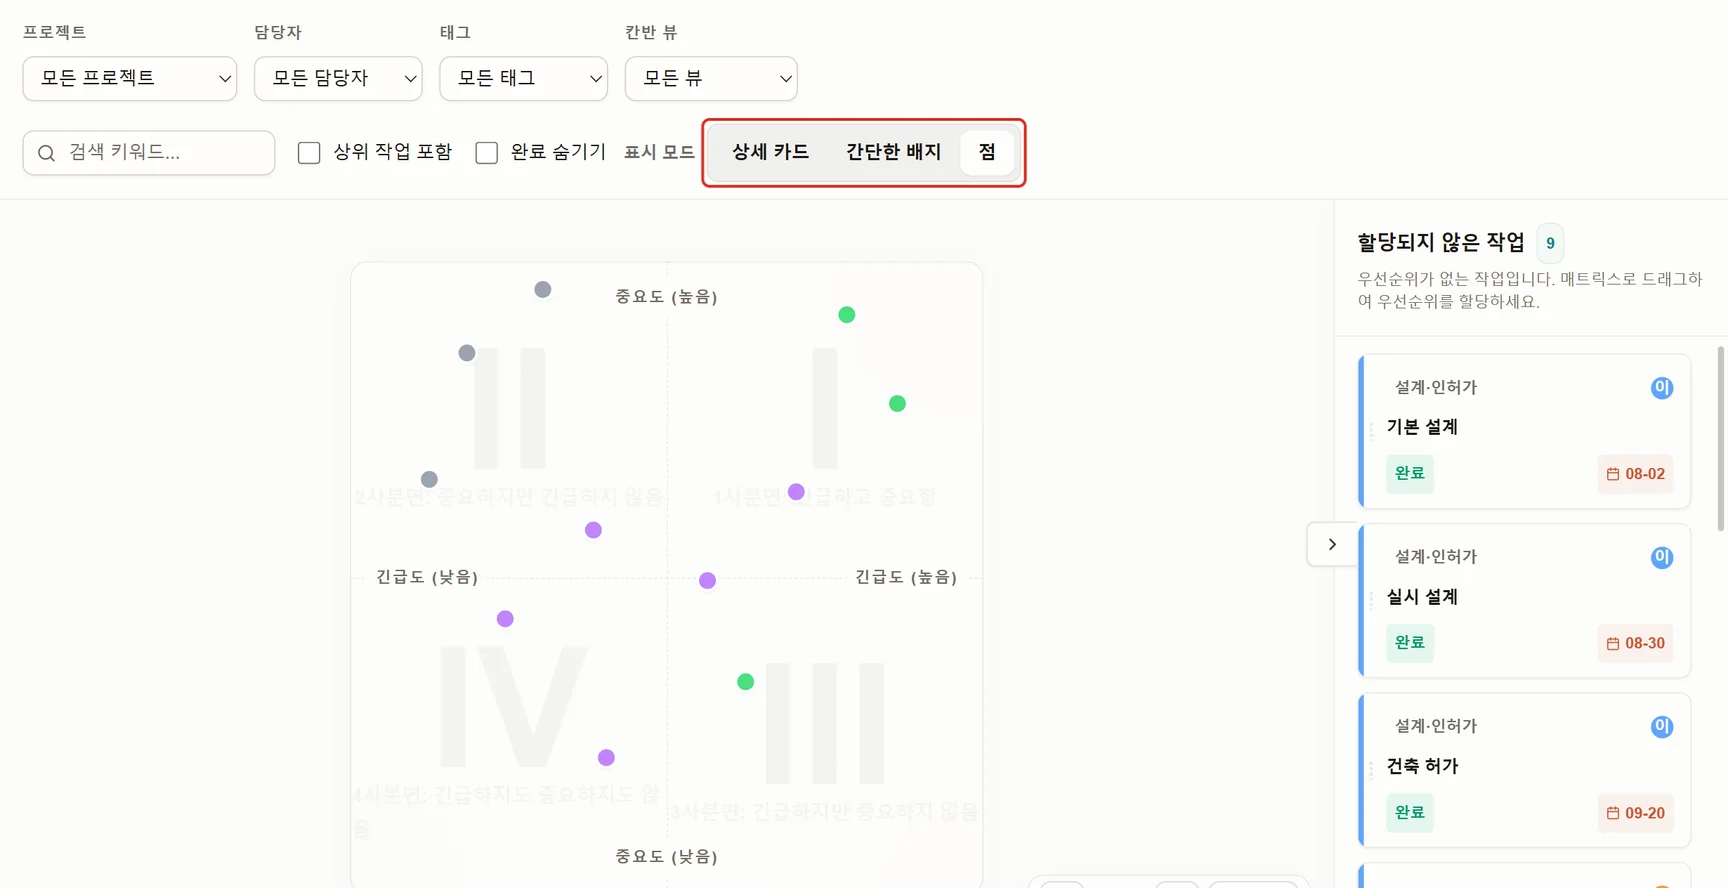 프로젝트
담당자
태그
칸반 뷰
모든 프로젝트
모든 담당자
모든 태그
모든 뷰
검색 키워드...
상위 작업 포함
완료 숨기기
표시 모드
상세 카드
간단한 배지
점
중요도 (높음)
II
I
2사분면: 중요하지만 긴급하지 않음
1사분면: 긴급하고 중요함
긴급도 (낮음)
긴급도 (높음)
IV
III
4사분면: 긴급하지도 중요하지도 않
음
3사분면: 긴급하지만 중요하지 않음
중요도 (낮음)
할당되지 않은 작업
9
우선순위가 없는 작업입니다. 매트릭스로 드래그하
여 우선순위를 할당하세요.
설계·인허가
이
기본 설계
완료
08-02
설계·인허가
이
실시 설계
완료
08-30
설계·인허가
이
건축 허가
완료
09-20